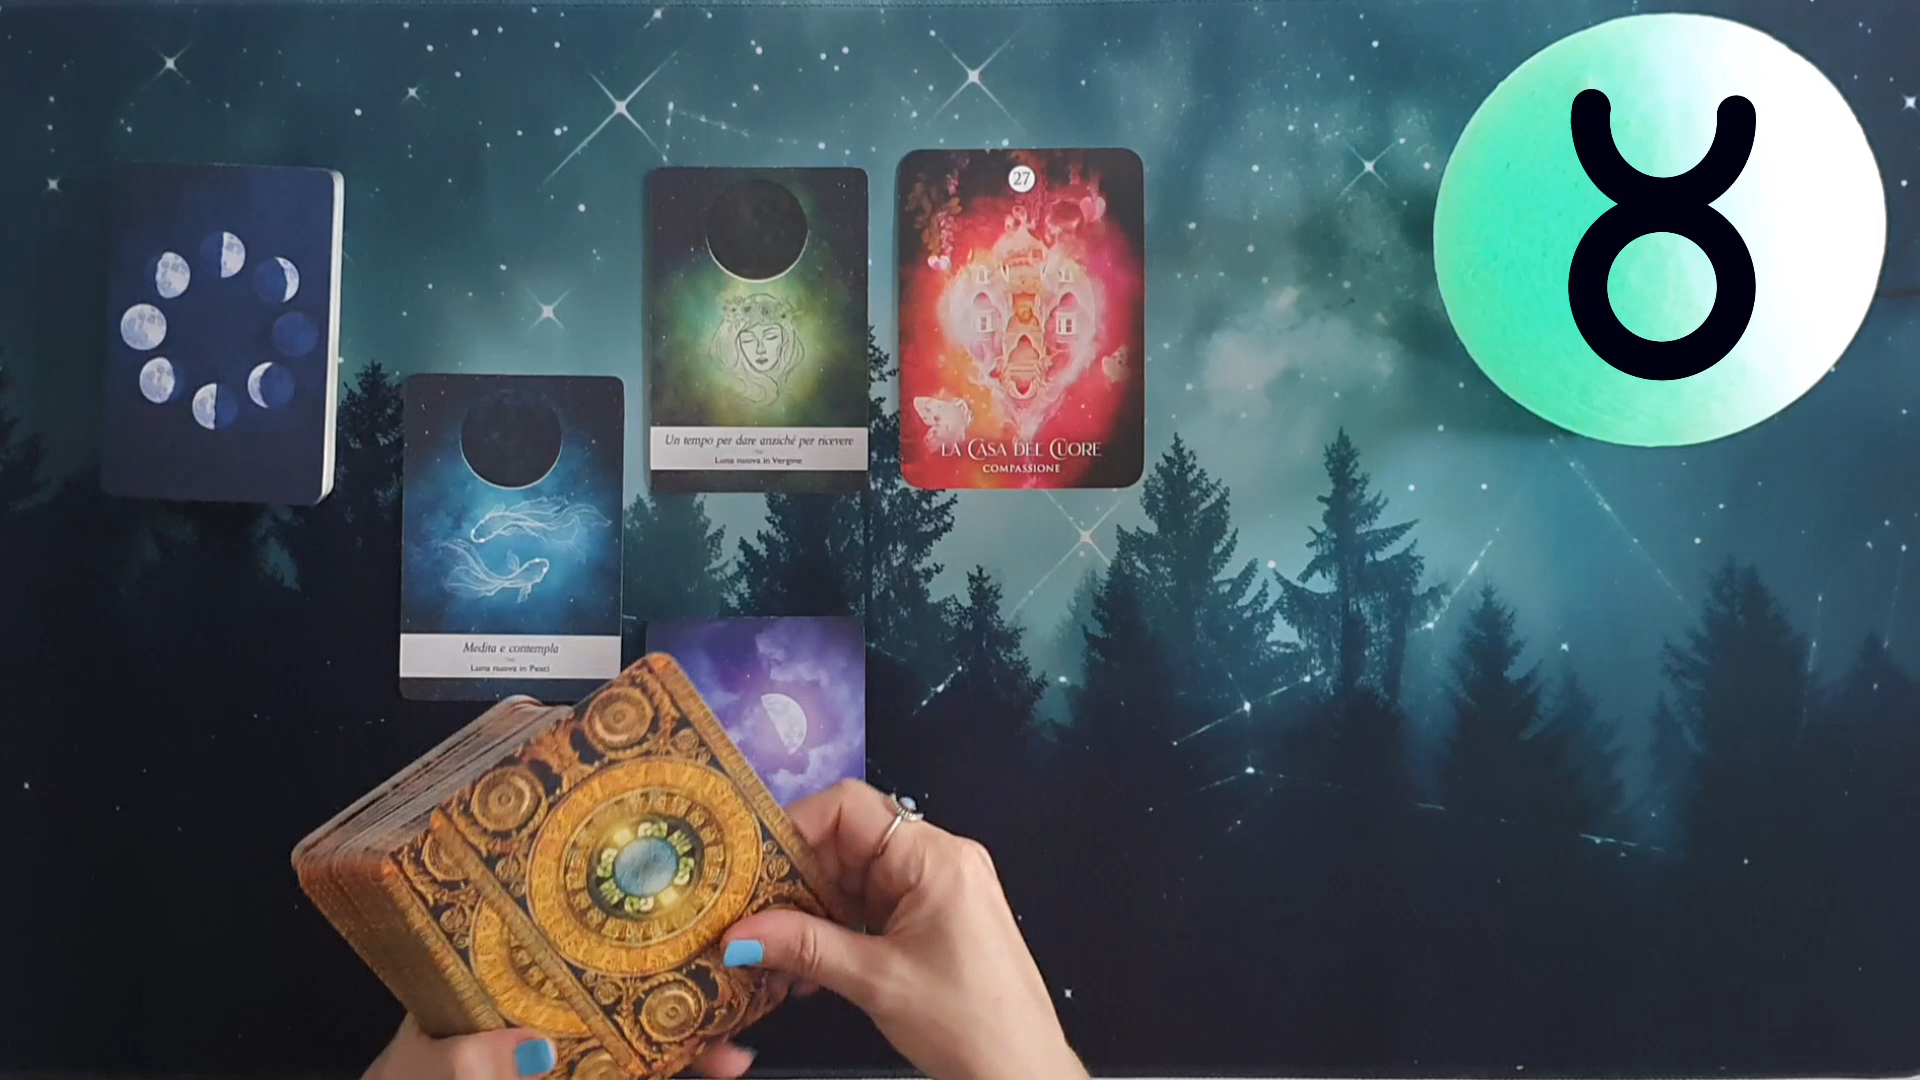 Un tempo per dare anziché per ricevere
Luna nuova in Vergine
27
LA CASA DEL CUORE
COMPASSIONE
Medita e contempla
Luna nuova in Pesci